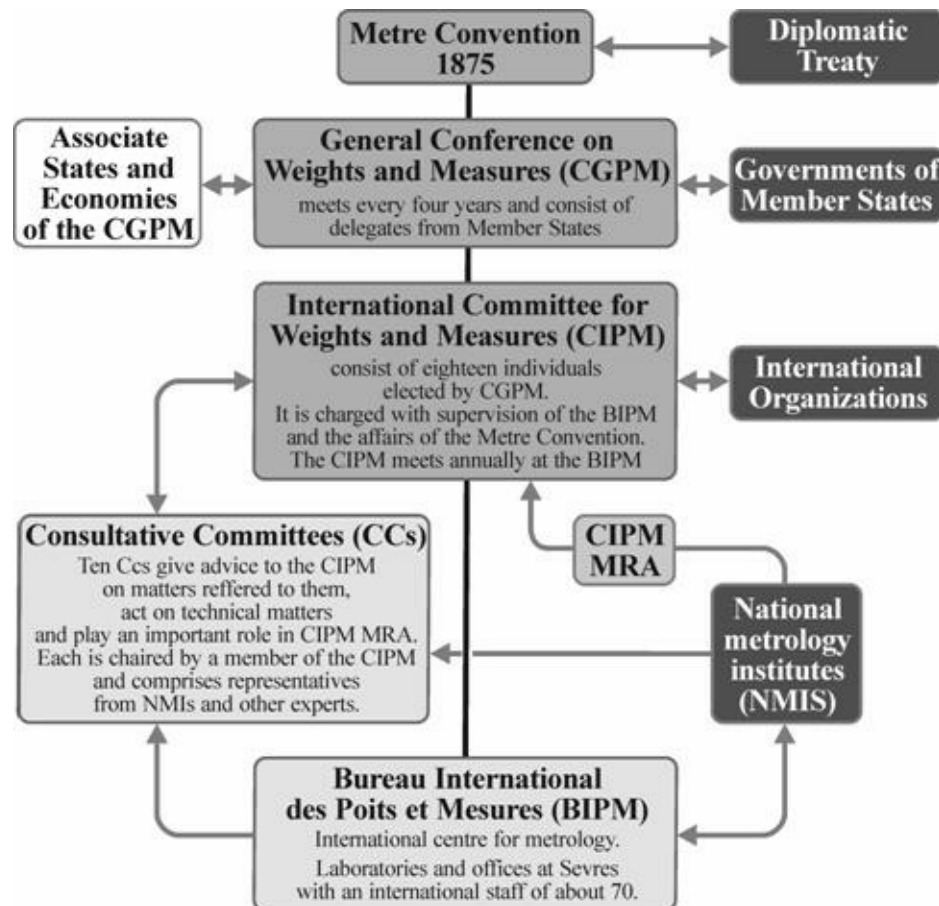 Metre Convention
1875
Diplomatic
Treaty
Associate
States and
Economies
of the CGPM
General Conference on
Weights and Measures (CGPM)
meets every four years and consist of
delegates from Member States
Governments of
Member States
International Committee for
Weights and Measures (CIPM)
consist of eighteen individuals
elected by CGPM.
It is charged with supervision of the BIPM
and the affairs of the Metre Convention.
The CIPM meets annually at the BIPM
International
Organizations
Consultative Committees (CCs)
Ten Ccs give advice to the CIPM
on matters reffered to them,
act on technical matters
and play an important role in CIPM MRA.
Each is chaired by a member of the CIPM
and comprises representatives
from NMIs and other experts.
CIPM
MRA
National
metrology
institutes
(NMIS)
Bureau International
des Poits et Mesures (BIPM)
International centre for metrology.
Laboratories and offices at Sevres
with an international staff of about 70.